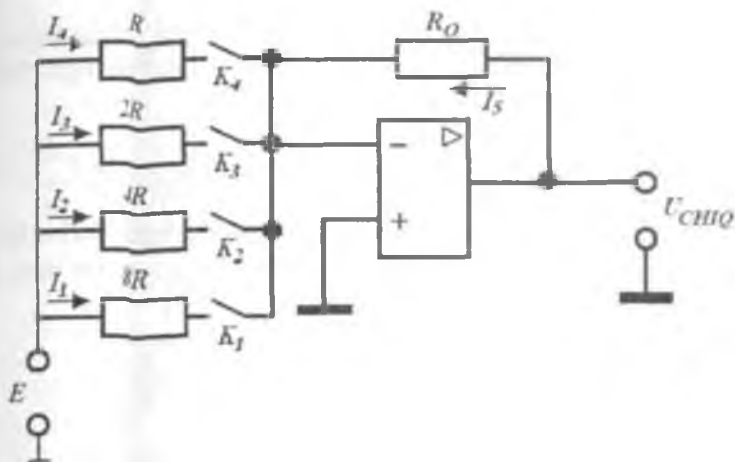 I4 R RO
K4 I5
I3 2R
K3
I2 4R
K2
I1 8R
K1
− +
UCHIQ
E